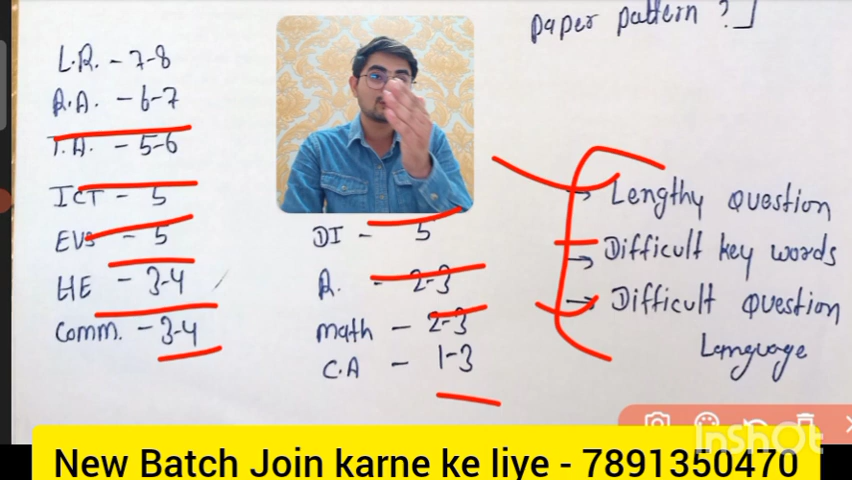 paper pattern ?]
L.R. - 7-8
R.A. - 6-7
T.A. - 5-6
ICT - 5
EVS - 5
HE - 3-4
Comm. - 3-4
DI - 5
R. - 2-3
math - 2-3
C.A - 1-3
→ Lengthy question
→ Difficult key words
→ Difficult question
Language
InShot
New Batch Join karne ke liye - 7891350470